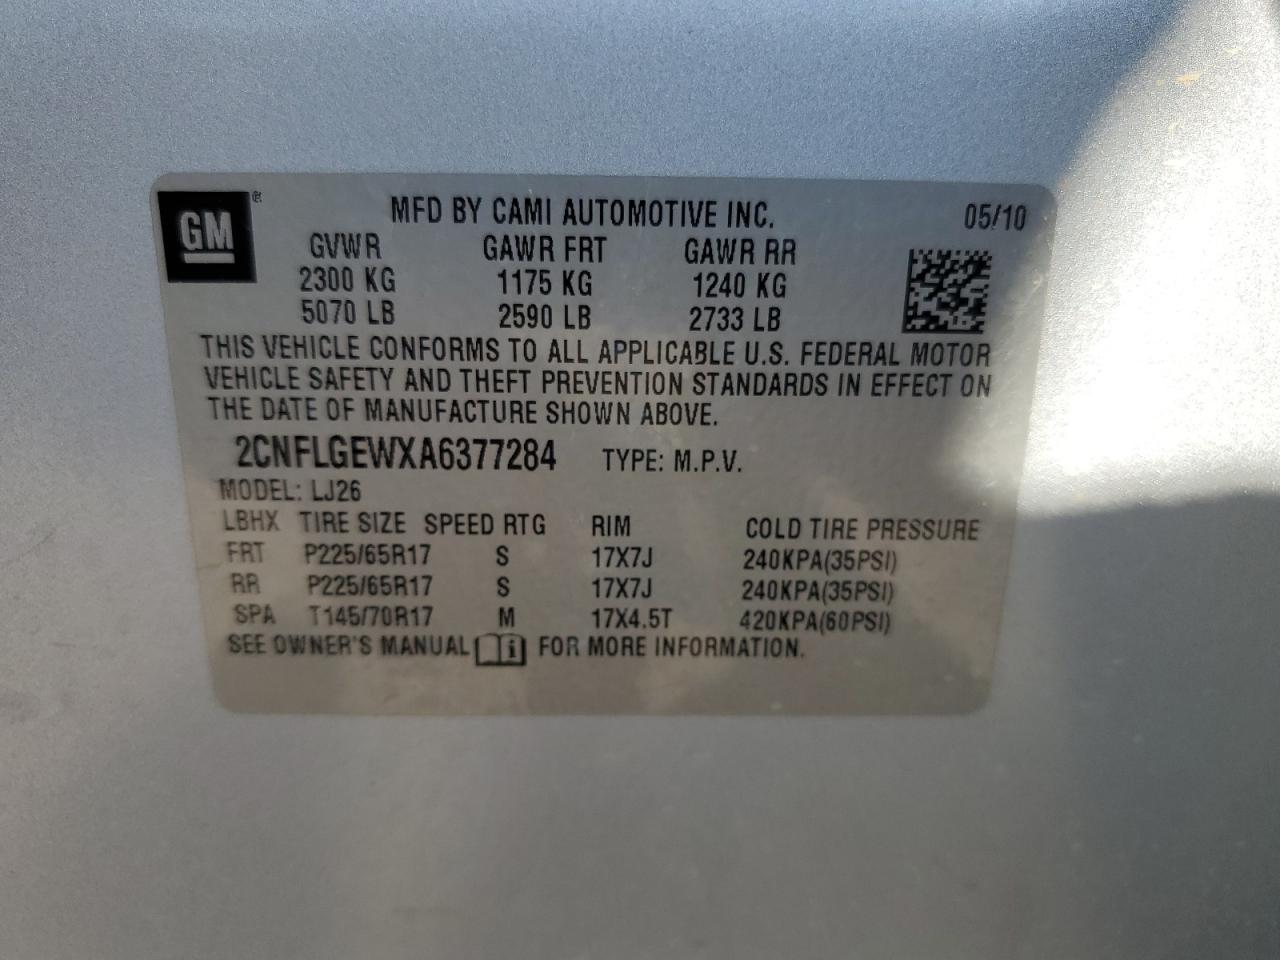 GM ®
MFD BY CAMI AUTOMOTIVE INC. 05/10
GVWR GAWR FRT GAWR RR
2300 KG 1175 KG 1240 KG
5070 LB 2590 LB 2733 LB
THIS VEHICLE CONFORMS TO ALL APPLICABLE U.S. FEDERAL MOTOR
VEHICLE SAFETY AND THEFT PREVENTION STANDARDS IN EFFECT ON
THE DATE OF MANUFACTURE SHOWN ABOVE.
2CNFLGEWXA6377284 TYPE: M.P.V.
MODEL: LJ26
LBHX TIRE SIZE SPEED RTG RIM COLD TIRE PRESSURE
FRT P225/65R17 S 17X7J 240KPA(35PSI)
RR P225/65R17 S 17X7J 240KPA(35PSI)
SPA T145/70R17 M 17X4.5T 420KPA(60PSI)
SEE OWNER'S MANUAL i FOR MORE INFORMATION.